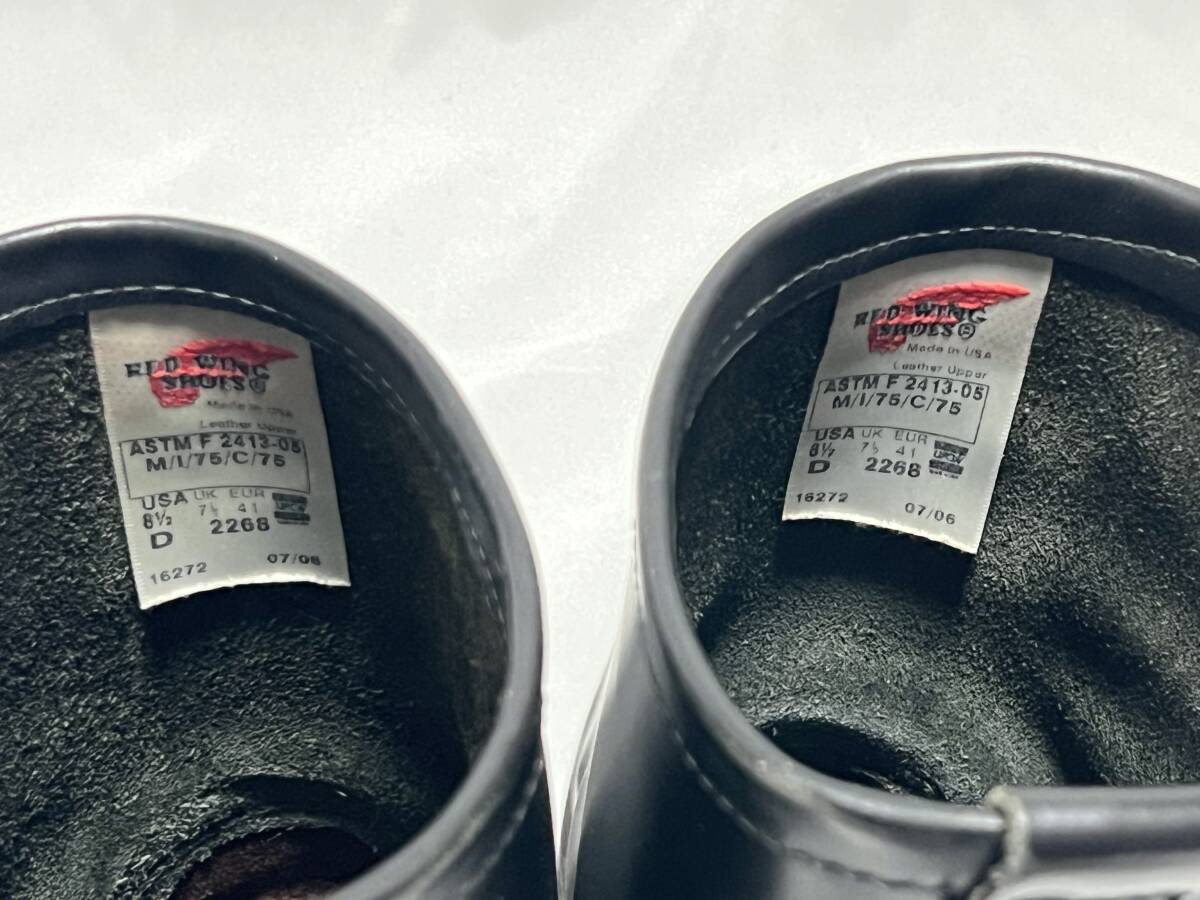 RED WING
SHOES®
Made in USA
Leather Upper
ASTM F 2413-05
M/I/75/C/75
USA UK EUR
8½ 7½ 41
D 2268
16272 07/06
RED WING
SHOES®
Made in USA
Leather Upper
ASTM F 2413-05
M/I/75/C/75
USA UK EUR
8½ 7½ 41
D 2268
16272 07/06